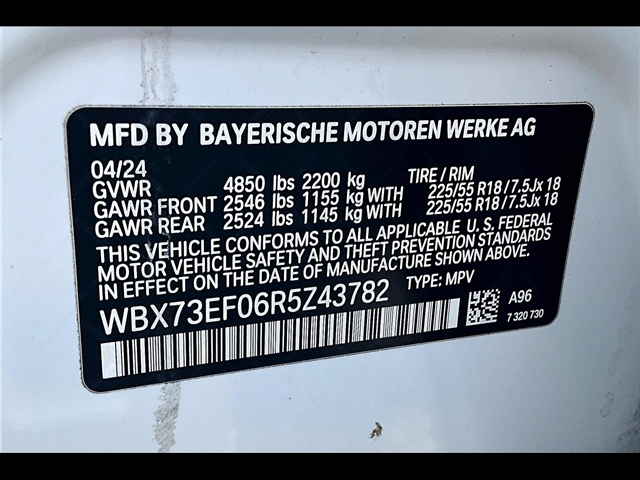 MFD BY BAYERISCHE MOTOREN WERKE AG
04/24
GVWR 4850 lbs 2200 kg TIRE / RIM
GAWR FRONT 2546 lbs 1155 kg WITH 225/55 R18 / 7.5Jx 18
GAWR REAR 2524 lbs 1145 kg WITH 225/55 R18 / 7.5Jx 18
THIS VEHICLE CONFORMS TO ALL APPLICABLE U. S. FEDERAL
MOTOR VEHICLE SAFETY AND THEFT PREVENTION STANDARDS
IN EFFECT ON THE DATE OF MANUFACTURE SHOWN ABOVE.
WBX73EF06R5Z43782 TYPE: MPV
A96
7 320 730